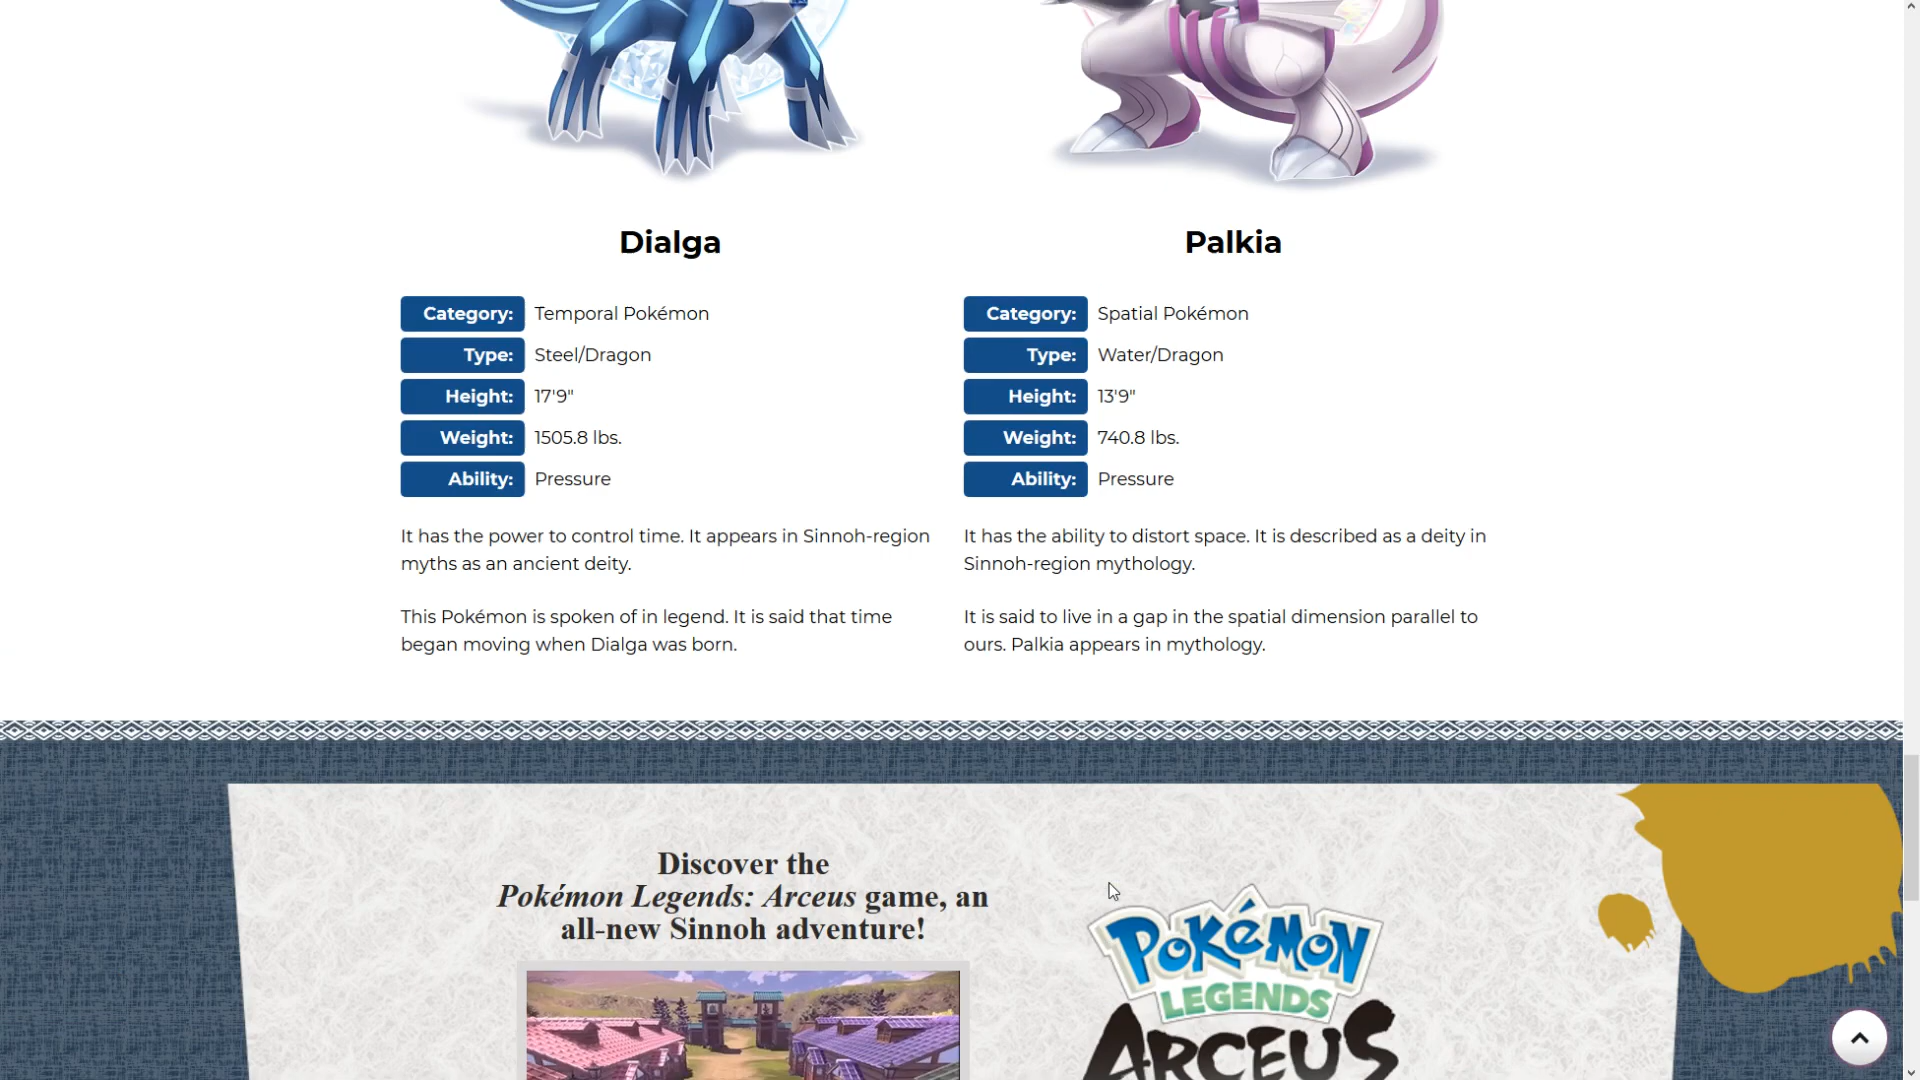 Dialga
Category: Temporal Pokémon
Type: Steel/Dragon
Height: 17'9"
Weight: 1505.8 lbs.
Ability: Pressure
It has the power to control time. It appears in Sinnoh-region
myths as an ancient deity.
This Pokémon is spoken of in legend. It is said that time
began moving when Dialga was born.
Palkia
Category: Spatial Pokémon
Type: Water/Dragon
Height: 13'9"
Weight: 740.8 lbs.
Ability: Pressure
It has the ability to distort space. It is described as a deity in
Sinnoh-region mythology.
It is said to live in a gap in the spatial dimension parallel to
ours. Palkia appears in mythology.
Discover the
Pokémon Legends: Arceus game, an
all-new Sinnoh adventure!
POKéMON
LEGENDS
ARCEUS